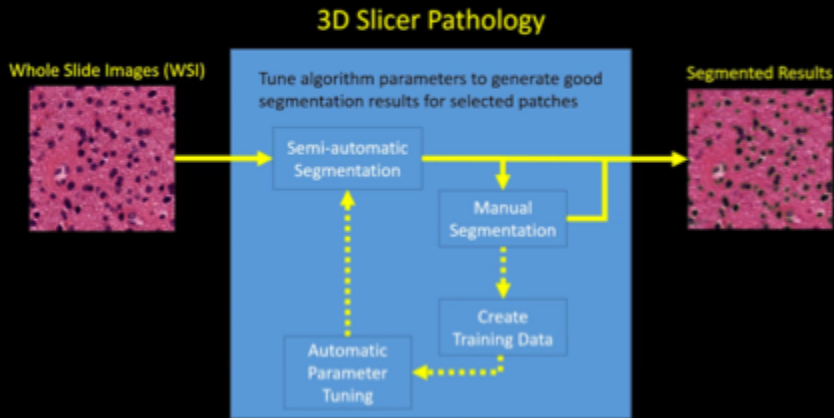 3D Slicer Pathology
Whole Slide Images (WSI)
Tune algorithm parameters to generate good
segmentation results for selected patches
Segmented Results
Semi-automatic
Segmentation
Manual
Segmentation
Create
Training Data
Automatic
Parameter
Tuning